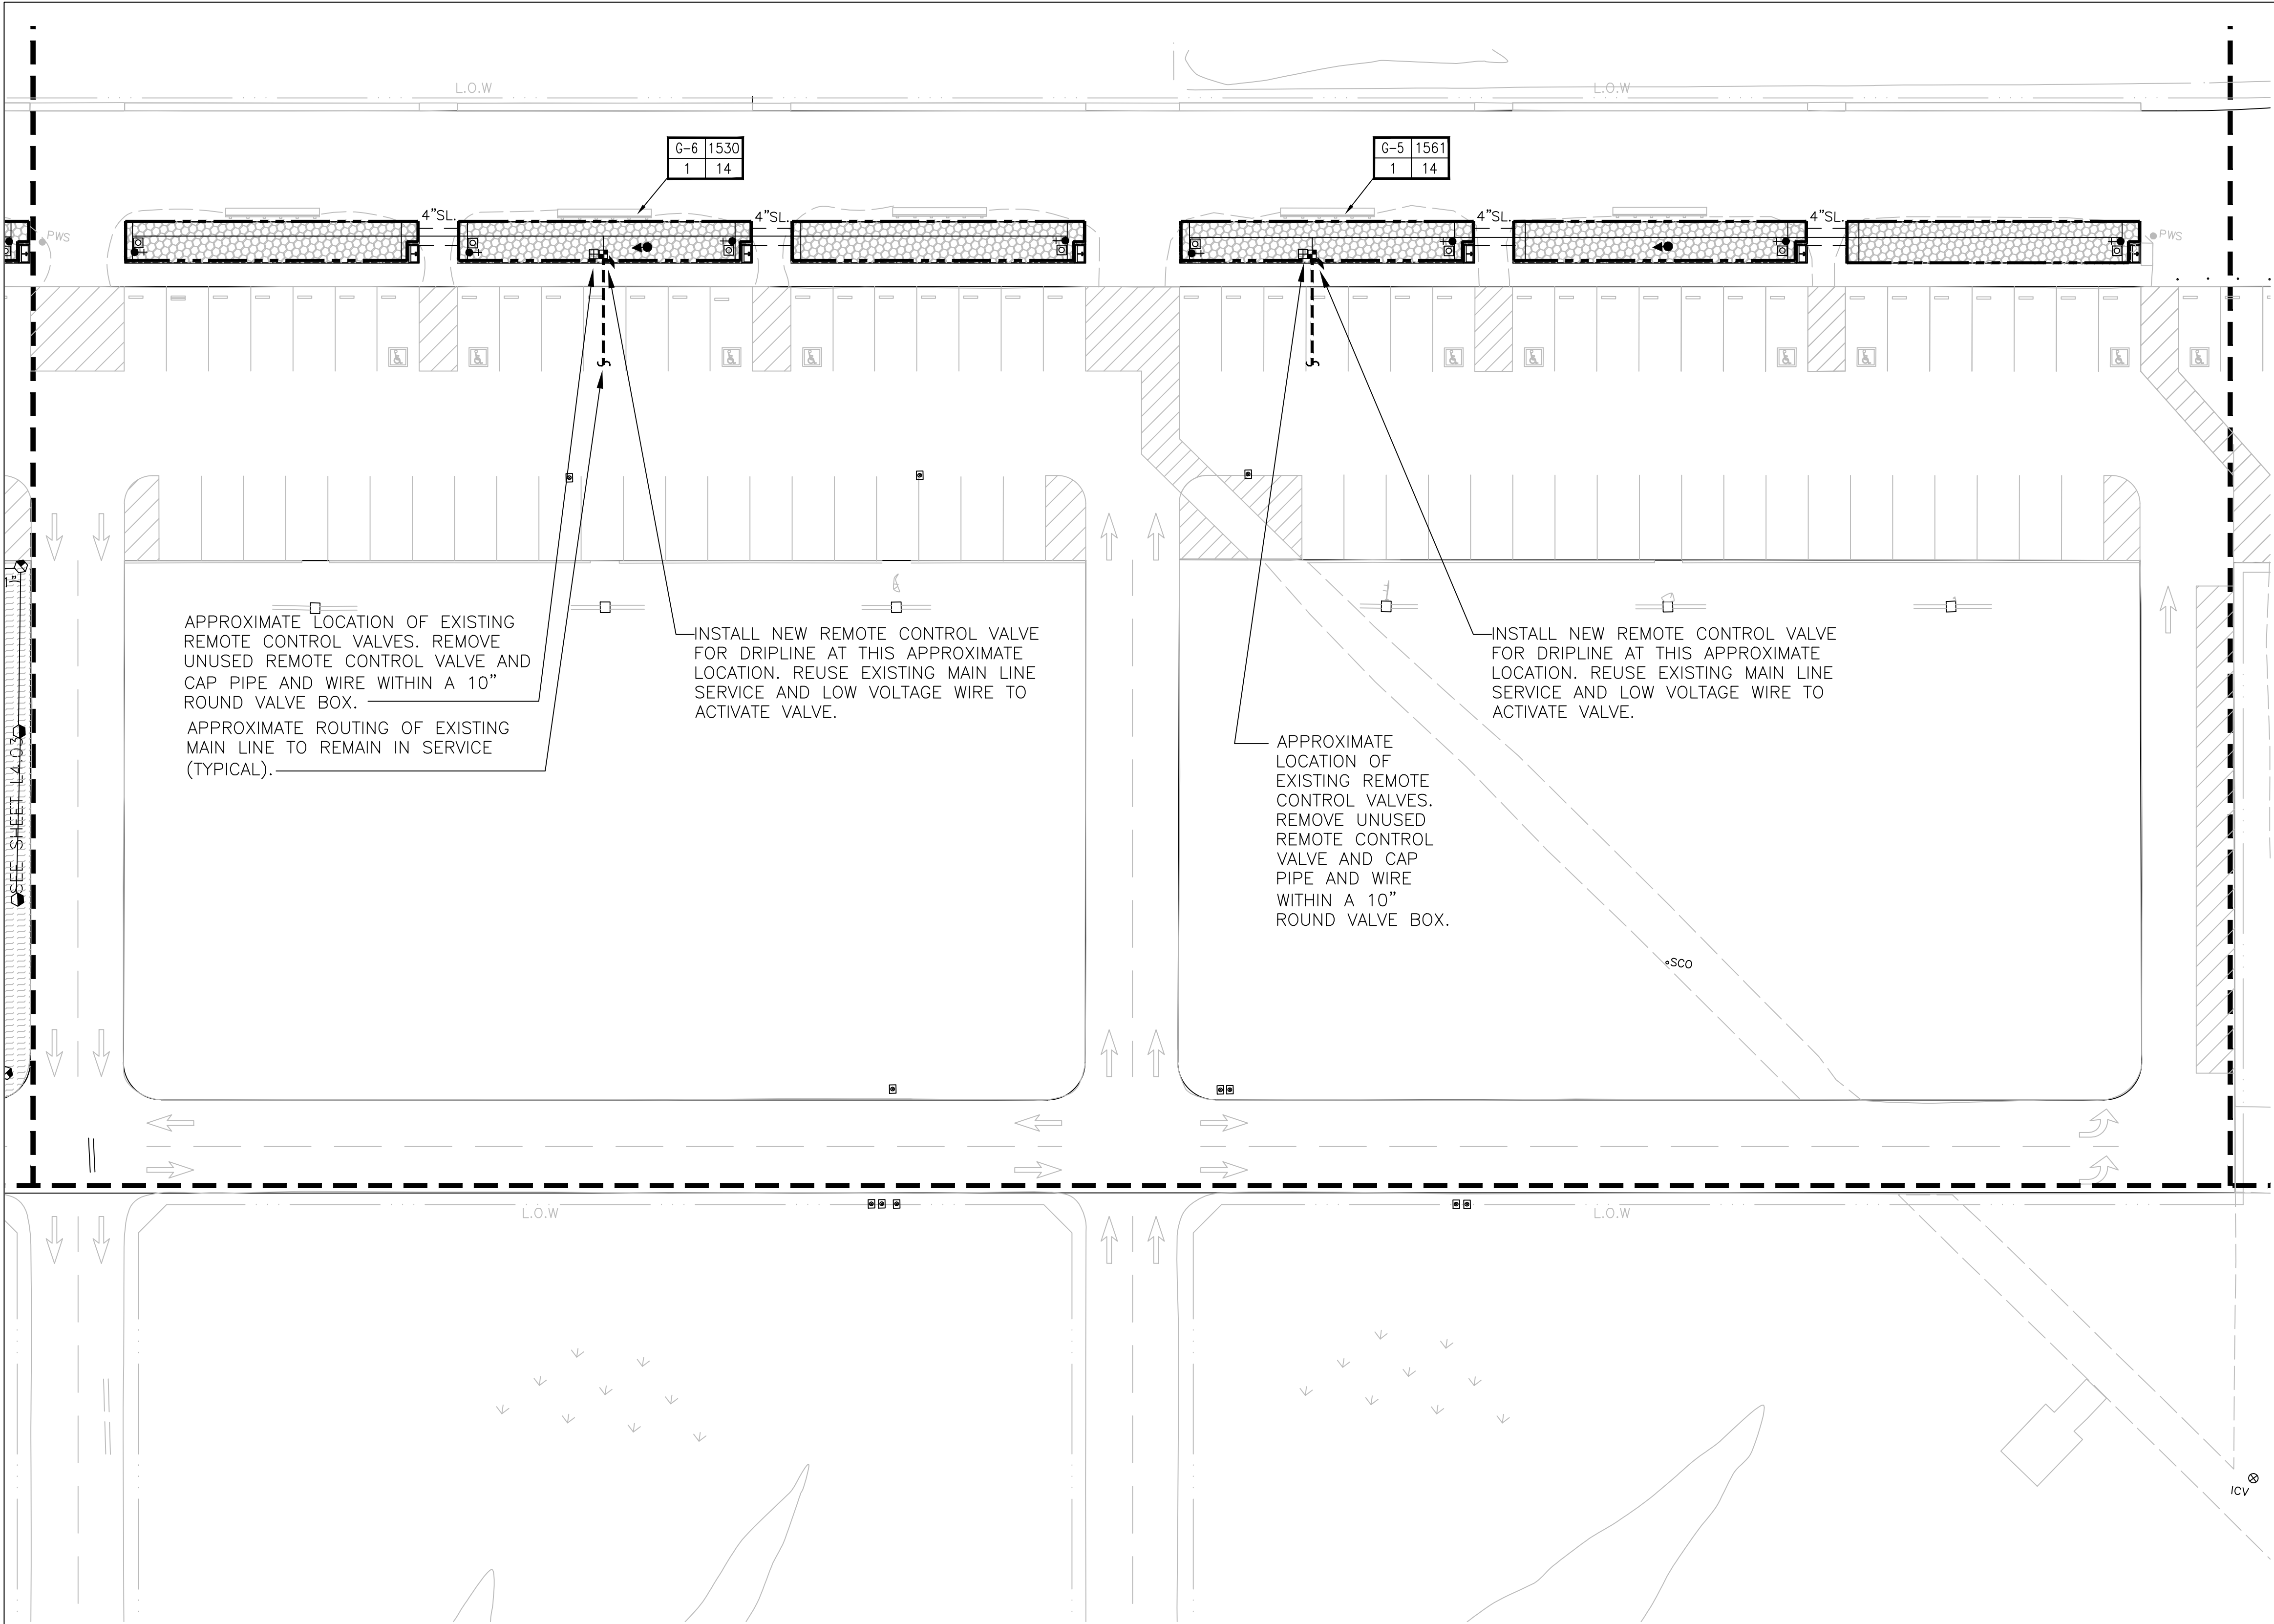 L.O.W
L.O.W
G-6 1530
1 14
G-5 1561
1 14
4"SL.
4"SL.
4"SL.
4"SL.
PWS
PWS
1"
SEE SHEET L4.03
APPROXIMATE LOCATION OF EXISTING
REMOTE CONTROL VALVES. REMOVE
UNUSED REMOTE CONTROL VALVE AND
CAP PIPE AND WIRE WITHIN A 10"
ROUND VALVE BOX.
APPROXIMATE ROUTING OF EXISTING
MAIN LINE TO REMAIN IN SERVICE
(TYPICAL).
INSTALL NEW REMOTE CONTROL VALVE
FOR DRIPLINE AT THIS APPROXIMATE
LOCATION. REUSE EXISTING MAIN LINE
SERVICE AND LOW VOLTAGE WIRE TO
ACTIVATE VALVE.
APPROXIMATE
LOCATION OF
EXISTING REMOTE
CONTROL VALVES.
REMOVE UNUSED
REMOTE CONTROL
VALVE AND CAP
PIPE AND WIRE
WITHIN A 10"
ROUND VALVE BOX.
INSTALL NEW REMOTE CONTROL VALVE
FOR DRIPLINE AT THIS APPROXIMATE
LOCATION. REUSE EXISTING MAIN LINE
SERVICE AND LOW VOLTAGE WIRE TO
ACTIVATE VALVE.
SCO
L.O.W
L.O.W
ICV